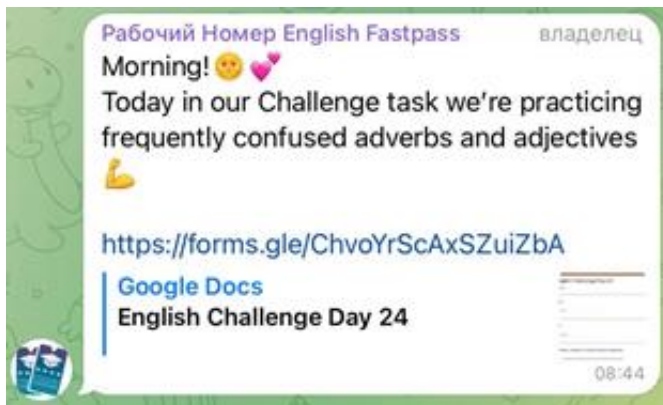 Рабочий Номер English Fastpass владелец
Morning! 🌝 💕
Today in our Challenge task we're practicing
frequently confused adverbs and adjectives
💪
https://forms.gle/ChvoYrScAxSZuiZbA
Google Docs
English Challenge Day 24
08:44